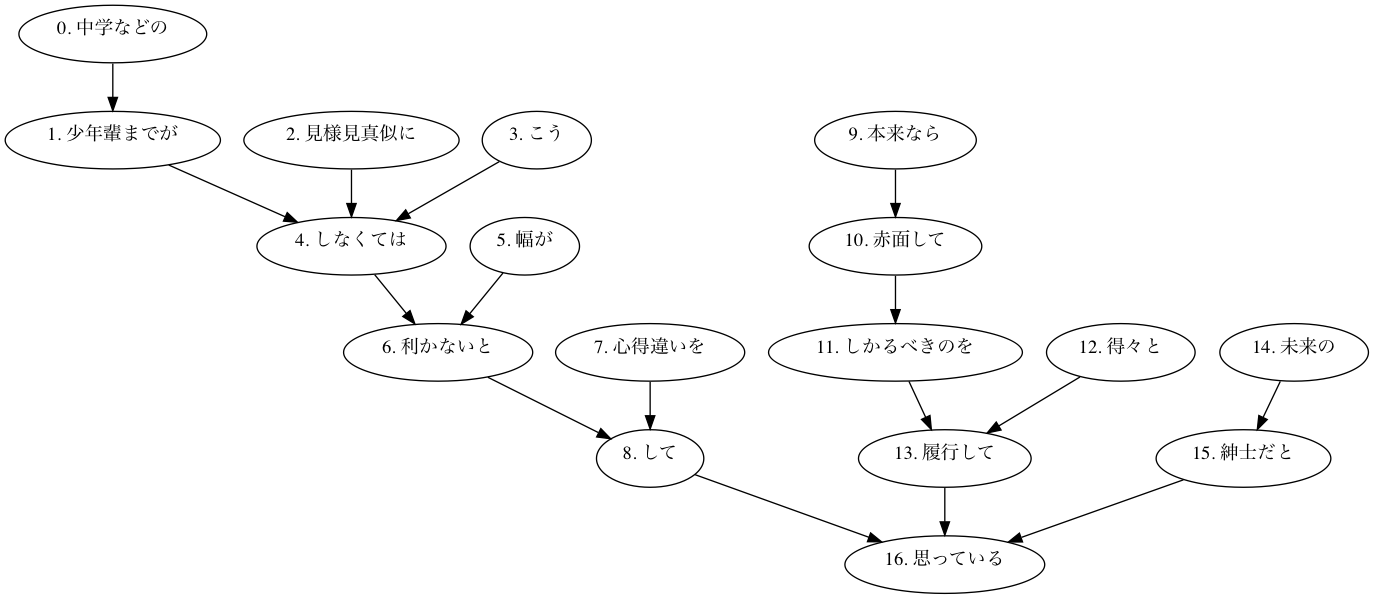 0. 中学などの
1. 少年輩までが
2. 見様見真似に
3. こう
4. しなくては
5. 幅が
6. 利かないと
7. 心得違いを
8. して
9. 本来なら
10. 赤面して
11. しかるべきのを
12. 得々と
13. 履行して
14. 未来の
15. 紳士だと
16. 思っている